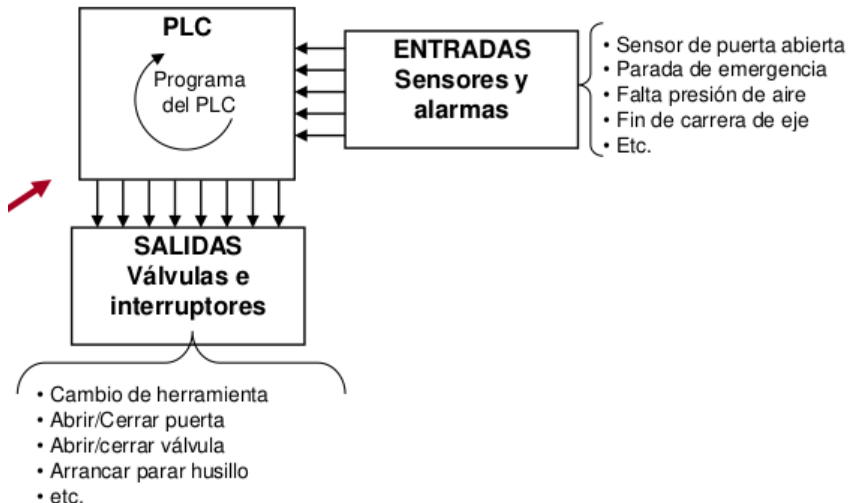 PLC
Programa
del PLC
ENTRADAS
Sensores y
alarmas
• Sensor de puerta abierta
• Parada de emergencia
• Falta presión de aire
• Fin de carrera de eje
• Etc.
SALIDAS
Válvulas e
interruptores
• Cambio de herramienta
• Abrir/Cerrar puerta
• Abrir/cerrar válvula
• Arrancar parar husillo
• etc.